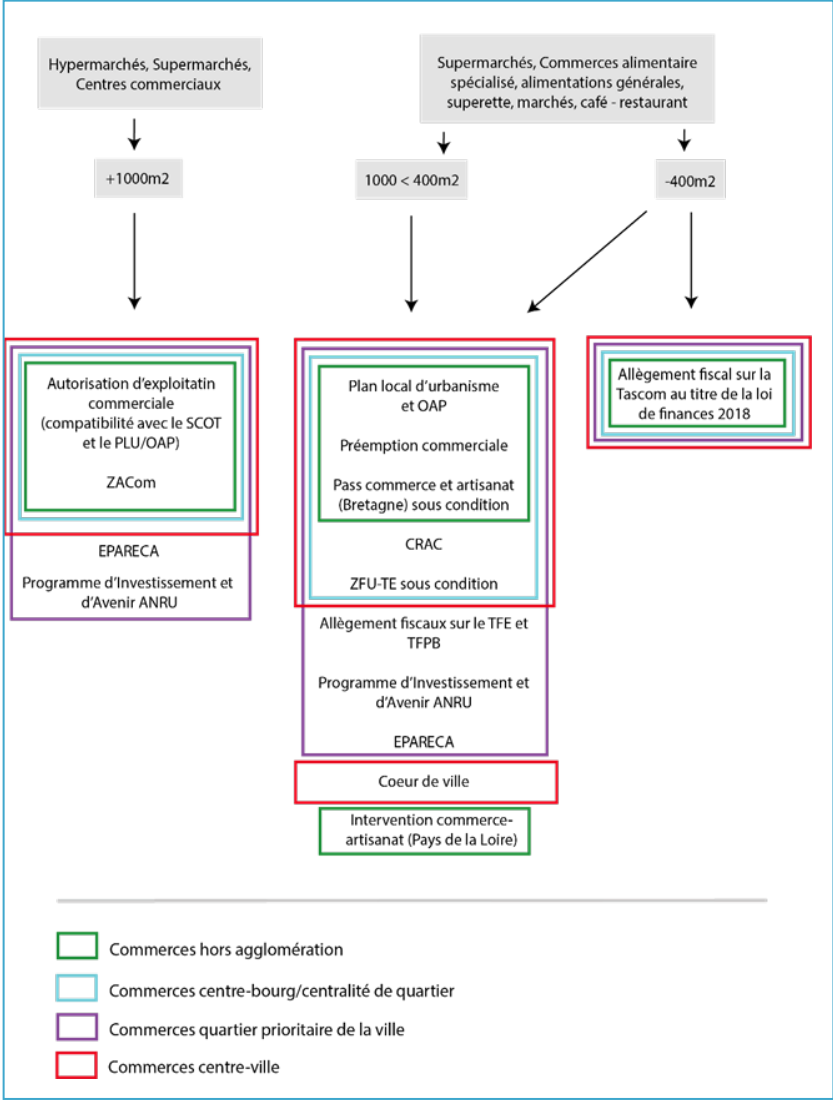 Hypermarchés, Supermarchés,
Centres commerciaux
Supermarchés, Commerces alimentaire
spécialisé, alimentations générales,
superette, marchés, café - restaurant
+1000m2
1000 < 400m2
-400m2
Autorisation d'exploitatin
commerciale
(compatibilité avec le SCOT
et le PLU/OAP)
ZACom
EPARECA
Programme d'Investissement et
d'Avenir ANRU
Plan local d'urbanisme
et OAP
Préemption commerciale
Pass commerce et artisanat
(Bretagne) sous condition
CRAC
ZFU-TE sous condition
Allègement fiscaux sur le TFE et
TFPB
Programme d'Investissement et
d'Avenir ANRU
EPARECA
Coeur de ville
Intervention commerce-
artisanat (Pays de la Loire)
Allègement fiscal sur la
Tascom au titre de la loi
de finances 2018
Commerces hors agglomération
Commerces centre-bourg/centralité de quartier
Commerces quartier prioritaire de la ville
Commerces centre-ville